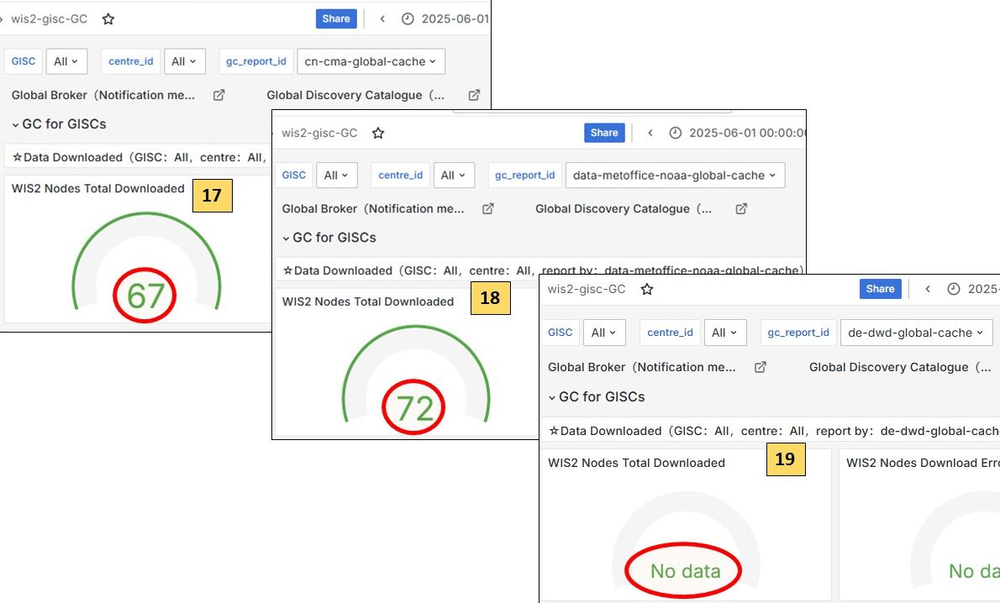 wis2-gisc-GC Share 2025-06-01
GISC All centre_id All gc_report_id cn-cma-global-cache
Global Broker（Notification me... Global Discovery Catalogue（...
GC for GISCs
☆Data Downloaded（GISC：All，centre：All，
WIS2 Nodes Total Downloaded
17
67
wis2-gisc-GC Share 2025-06-01 00:00:00
GISC All centre_id All gc_report_id data-metoffice-noaa-global-cache
Global Broker（Notification me... Global Discovery Catalogue（...
GC for GISCs
☆Data Downloaded（GISC：All，centre：All，report by：data-metoffice-noaa-global-cache）
WIS2 Nodes Total Downloaded
18
72
wis2-gisc-GC Share 2025-
GISC All centre_id All gc_report_id de-dwd-global-cache
Global Broker（Notification me... Global Discovery Catalogue（...
GC for GISCs
☆Data Downloaded（GISC：All，centre：All，report by：de-dwd-global-cach
19
WIS2 Nodes Total Downloaded WIS2 Nodes Download Erro
No data No da